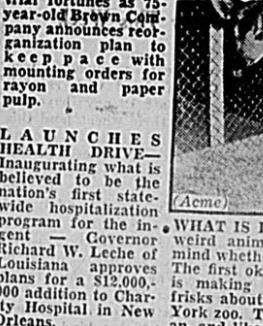 trial fortunes as 75-
year-old Brown Com-
pany announces reor-
ganization plan to
keep pace with
mounting orders for
rayon and paper
pulp.
LAUNCHES
HEALTH DRIVE—
Inaugurating what is
believed to be the
nation's first state-
wide hospitalization
program for the in-
gent — Governor
Richard W. Leche of
Louisiana approves
plans for a $12,000,-
000 addition to Char-
ty Hospital in New
Orleans.
(Acme)
WHAT IS I
weird anim
mind wheth
The first ok
is making
frisks about
York zoo. T